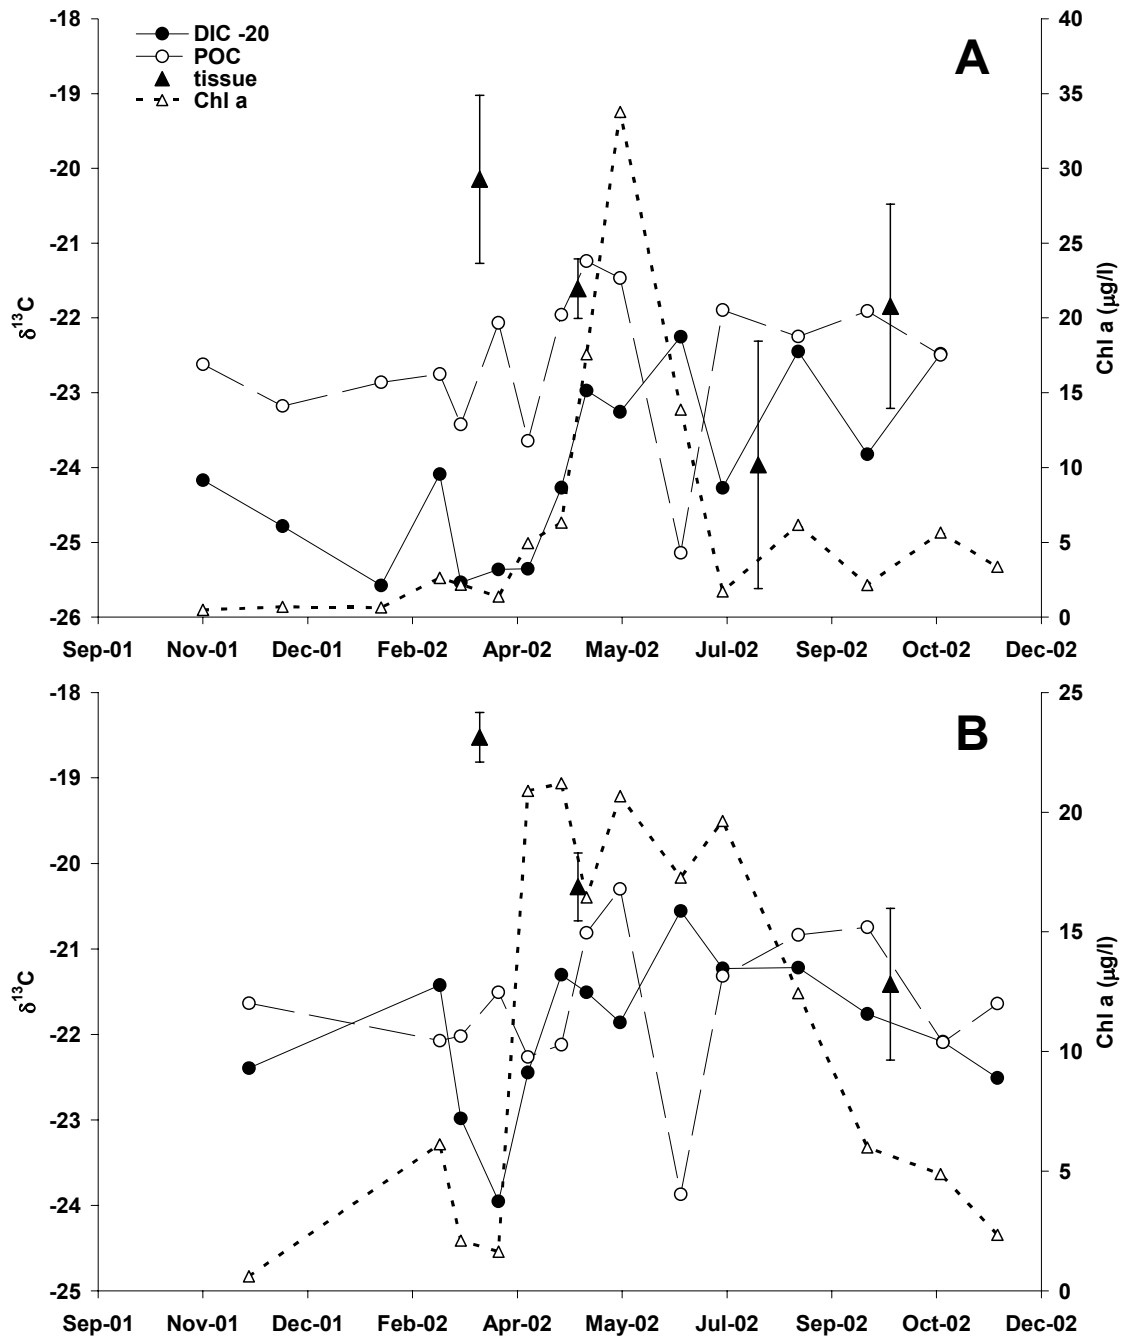 DIC -20
POC
tissue
Chl a
A
-18
-19
-20
-21
-22
-23
-24
-25
-26
δ13C
40
35
30
25
20
15
10
5
0
Chl a (µg/l)
Sep-01 Nov-01 Dec-01 Feb-02 Apr-02 May-02 Jul-02 Sep-02 Oct-02 Dec-02
B
-18
-19
-20
-21
-22
-23
-24
-25
δ13C
25
20
15
10
5
0
Chl a (µg/l)
Sep-01 Nov-01 Dec-01 Feb-02 Apr-02 May-02 Jul-02 Sep-02 Oct-02 Dec-02